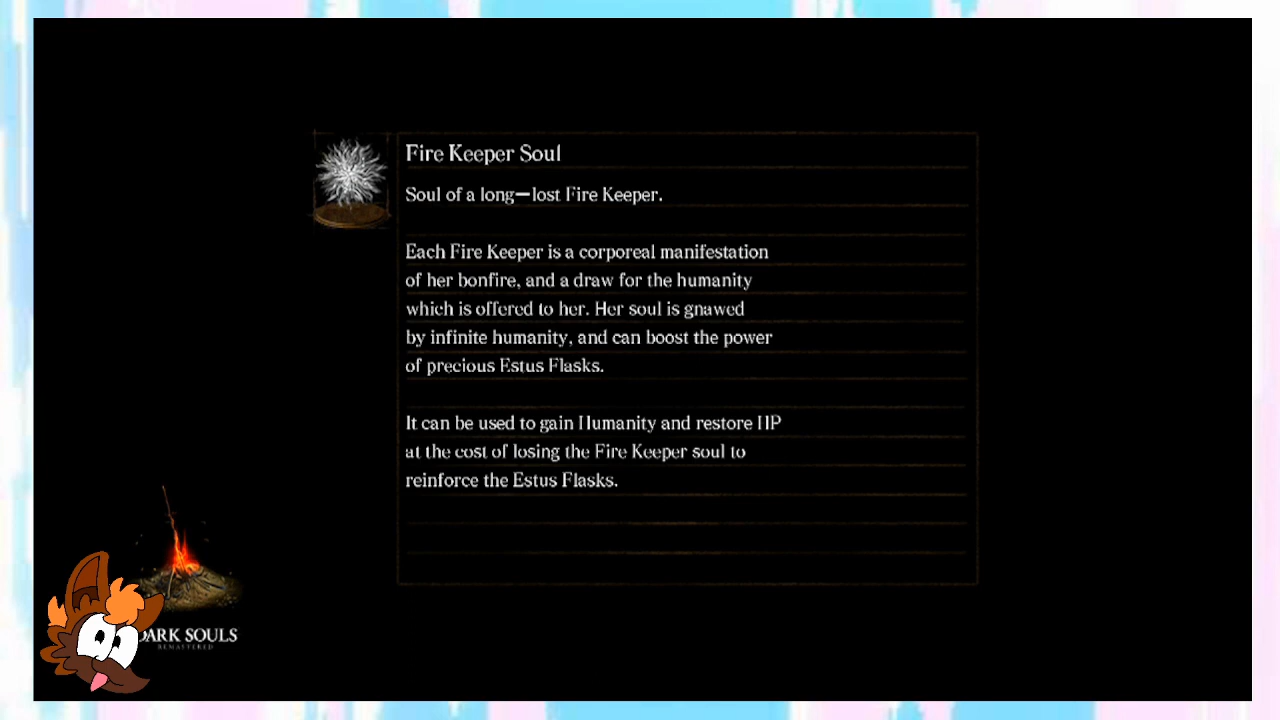 Fire Keeper Soul
Soul of a long—lost Fire Keeper.
Each Fire Keeper is a corporeal manifestation
of her bonfire, and a draw for the humanity
which is offered to her. Her soul is gnawed
by infinite humanity, and can boost the power
of precious Estus Flasks.
It can be used to gain Humanity and restore HP
at the cost of losing the Fire Keeper soul to
reinforce the Estus Flasks.
DARK SOULS
REMASTERED